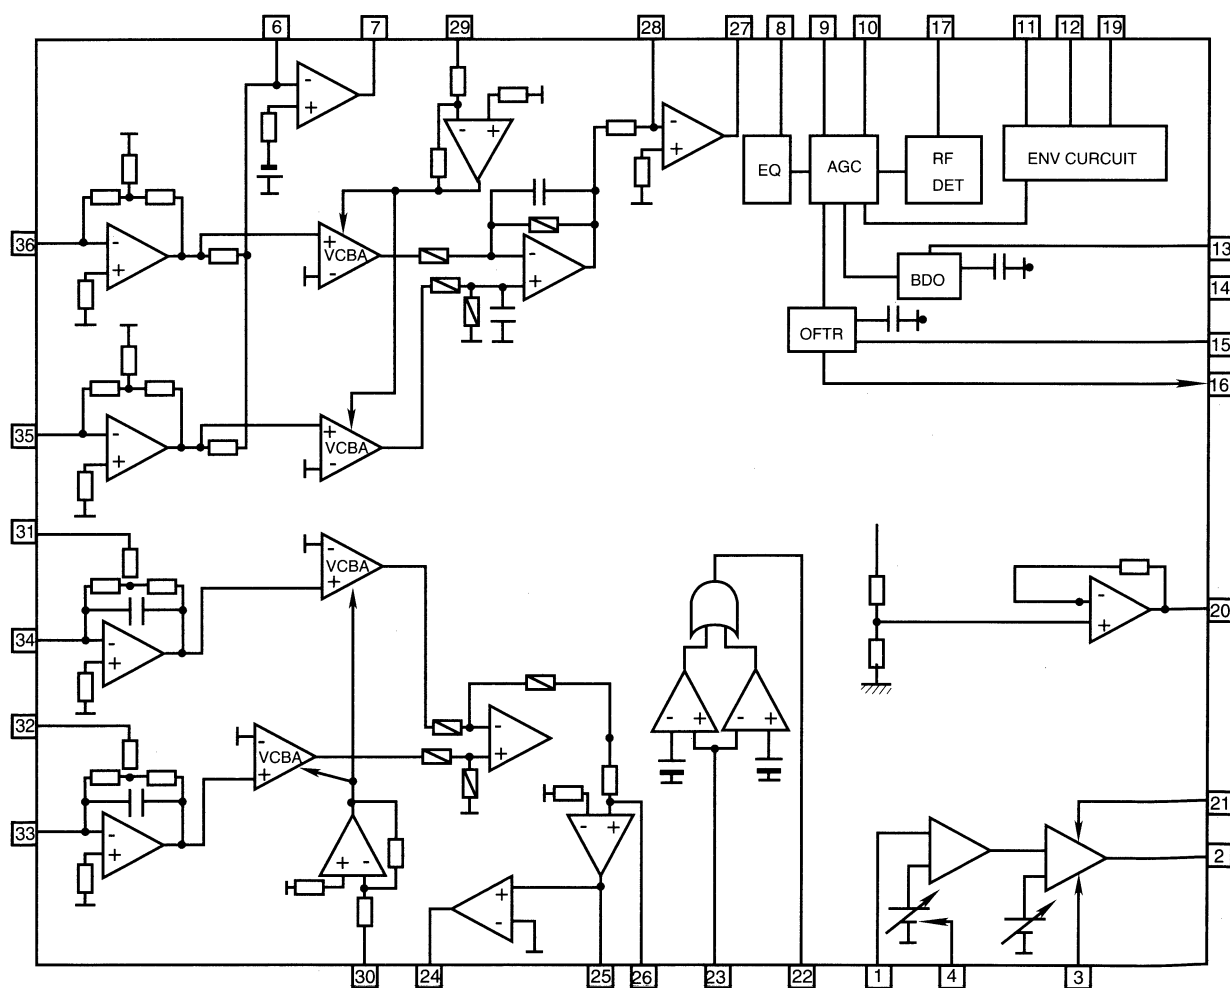 6 7 29 28 27 8 9 10 17 11 12 19
- +
- +
- +
EQ AGC RF DET ENV CURCUIT
36 - +
+ VCBA -
- +
13
BDO
14
OFTR
15
16
35 - +
+ VCBA -
31
- VCBA +
34 - +
- +
20
32
- + - +
- VCBA +
- +
33 - +
- +
21
2
+ -
+
-
30 24 25 26 23 22 1 4 3